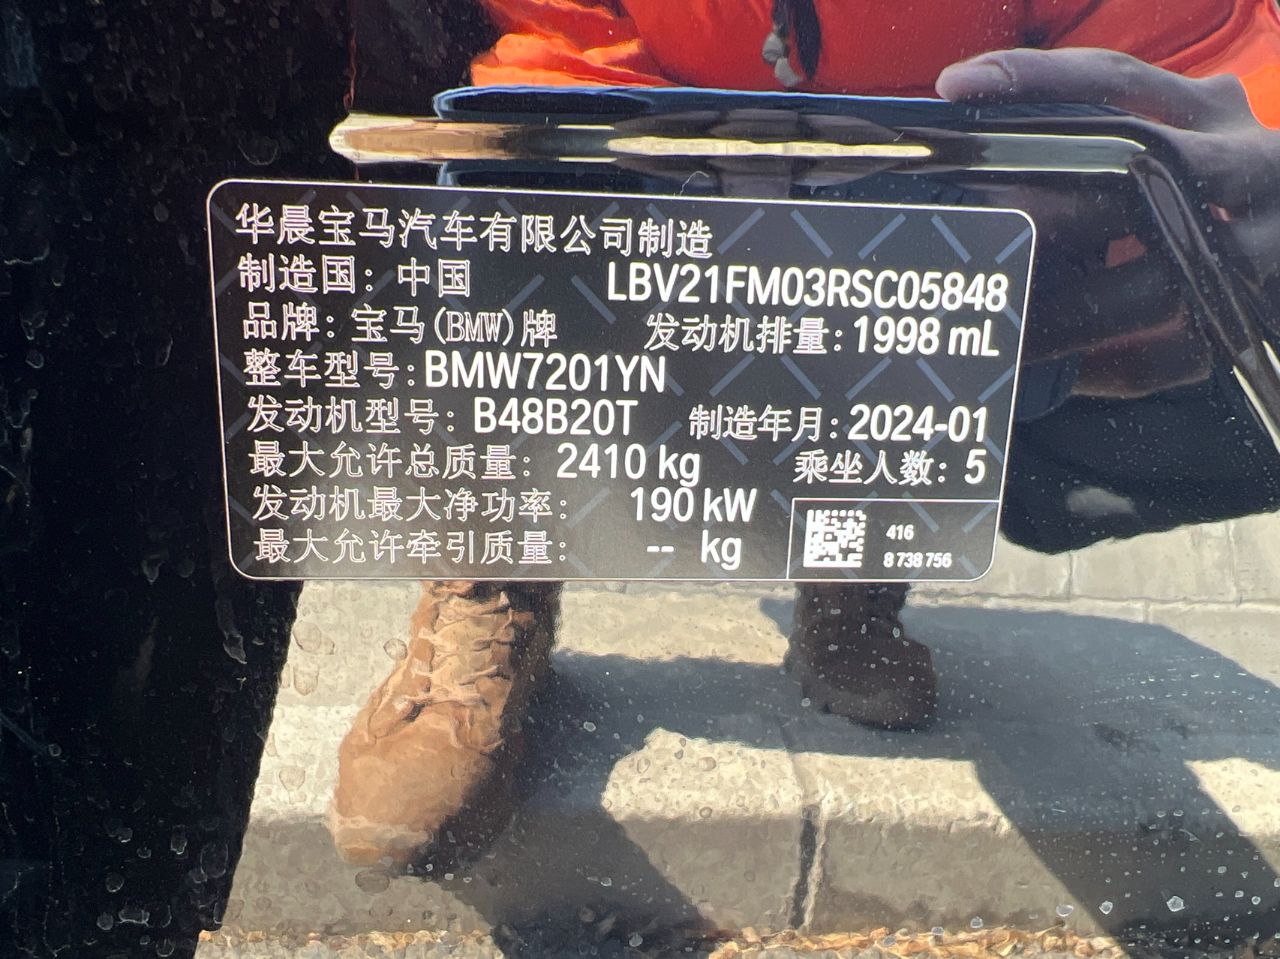 华晨宝马汽车有限公司制造
制造国：中国 LBV21FM03RSC05848
品牌：宝马(BMW)牌 发动机排量：1998 mL
整车型号：BMW7201YN
发动机型号：B48B20T 制造年月：2024-01
最大允许总质量：2410 kg 乘坐人数：5
发动机最大净功率：190 kW
最大允许牵引质量：-- kg
416
8 738 756